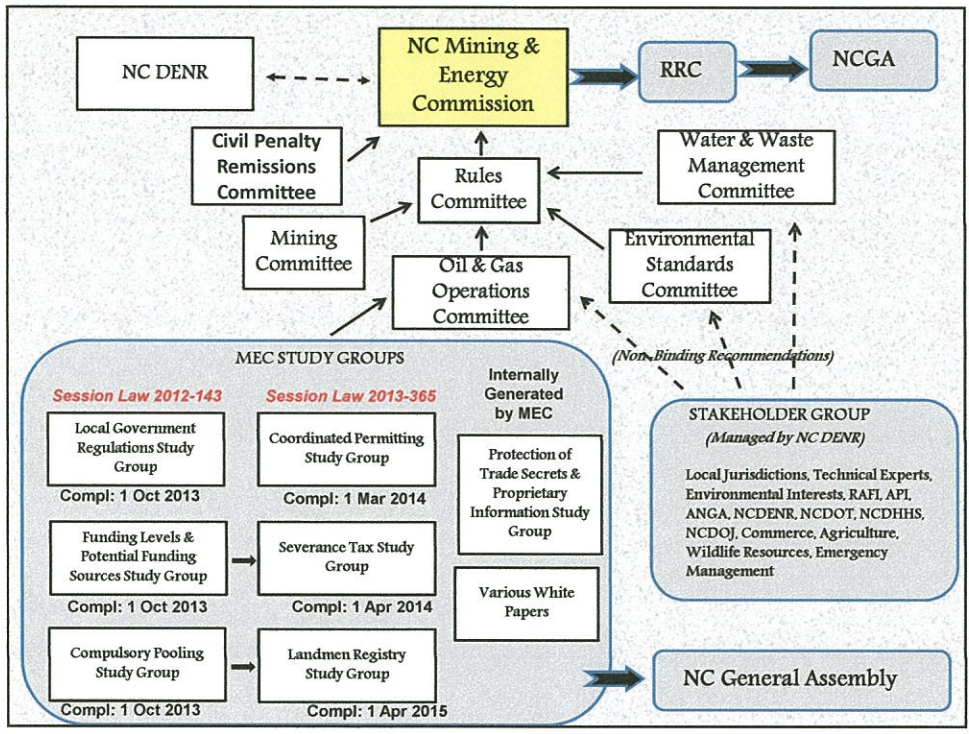 NC DENR
NC Mining &
Energy
Commission
RRC
NCGA
Civil Penalty
Remissions
Committee
Rules
Committee
Water & Waste
Management
Committee
Mining
Committee
Oil & Gas
Operations
Committee
Environmental
Standards
Committee
(Non-Binding Recommendations)
MEC STUDY GROUPS
Session Law 2012-143
Local Government
Regulations Study
Group
Compl: 1 Oct 2013
Funding Levels &
Potential Funding
Sources Study Group
Compl: 1 Oct 2013
Compulsory Pooling
Study Group
Compl: 1 Oct 2013
Session Law 2013-365
Coordinated Permitting
Study Group
Compl: 1 Mar 2014
Severance Tax Study
Group
Compl: 1 Apr 2014
Landmen Registry
Study Group
Compl: 1 Apr 2015
Internally
Generated
by MEC
Protection of
Trade Secrets &
Proprietary
Information Study
Group
Various White
Papers
STAKEHOLDER GROUP
(Managed by NC DENR)
Local Jurisdictions, Technical Experts,
Environmental Interests, RAFI, API,
ANGA, NCDENR, NCDOT, NCDHHS,
NCDOJ, Commerce, Agriculture,
Wildlife Resources, Emergency
Management
NC General Assembly